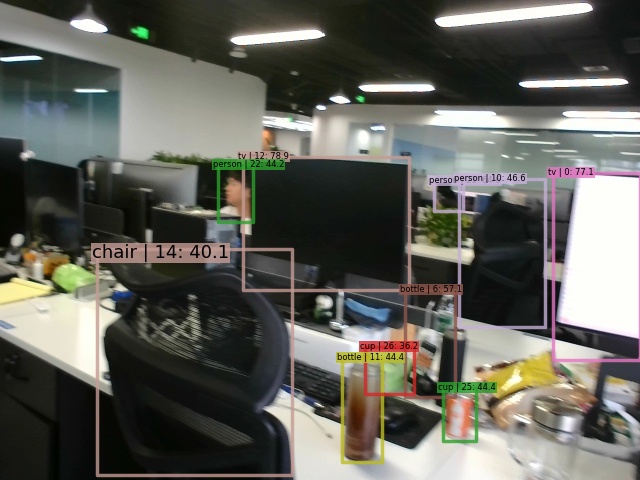 tv | 12: 78.9
person | 22: 44.2
tv | 0: 77.1
perso
person | 10: 46.6
chair | 14: 40.1
bottle | 6: 57.1
cup | 26: 36.2
bottle | 11: 44.4
cup | 25: 44.4